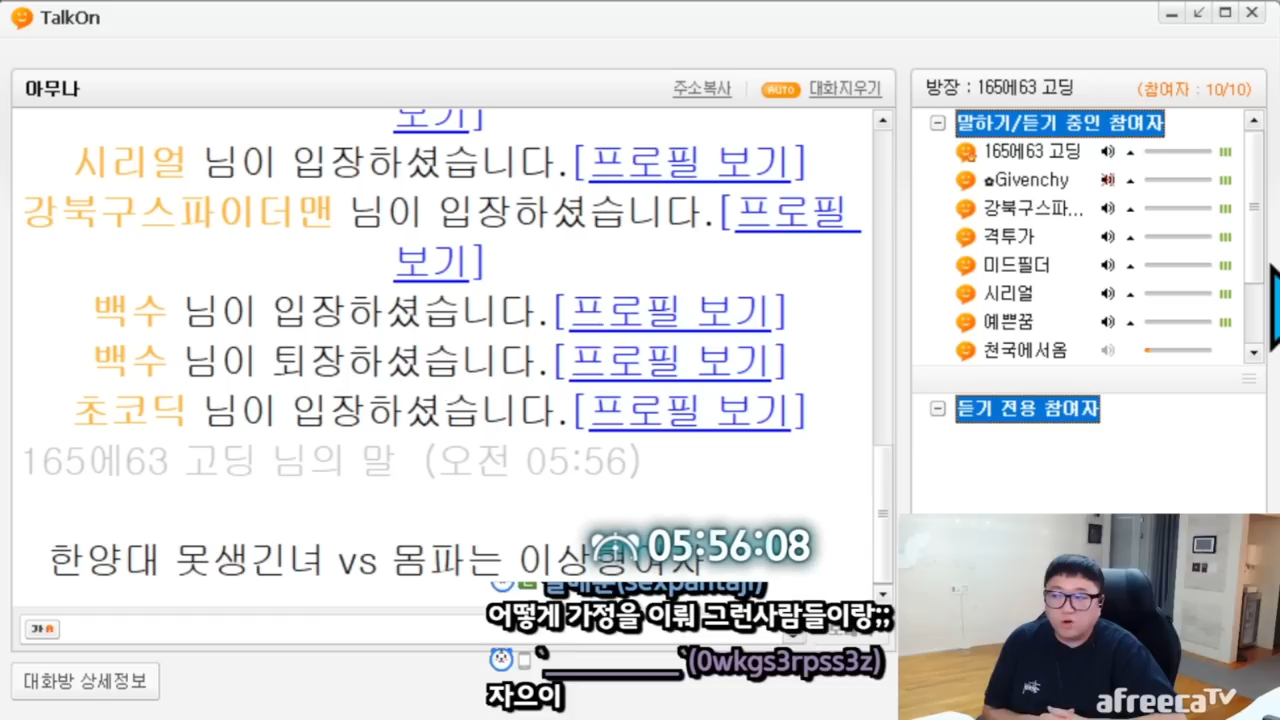 TalkOn
아무나
주소복사
AUTO
대화지우기
보기]
시리얼 님이 입장하셨습니다.[프로필 보기]
강북구스파이더맨 님이 입장하셨습니다.[프로필
보기]
백수 님이 입장하셨습니다.[프로필 보기]
백수 님이 퇴장하셨습니다.[프로필 보기]
초코딕 님이 입장하셨습니다.[프로필 보기]
165에63 고딩 님의 말 (오전 05:56)
한양대 못생긴녀 vs 몸파는 이상형여자
05:56:08
(sexpantaji)
어떻게 가정을 이뤄 그런사람들이랑;;
`__________`(0wkgs3rpss3z)
자으이
가A
대화방 상세정보
방장 : 165에63 고딩
(참여자 : 10/10)
말하기/듣기 중인 참여자
165에63 고딩
✿Givenchy
강북구스파...
격투가
미드필더
시리얼
예쁜꿈
천국에서옴
듣기 전용 참여자
afreecaTV